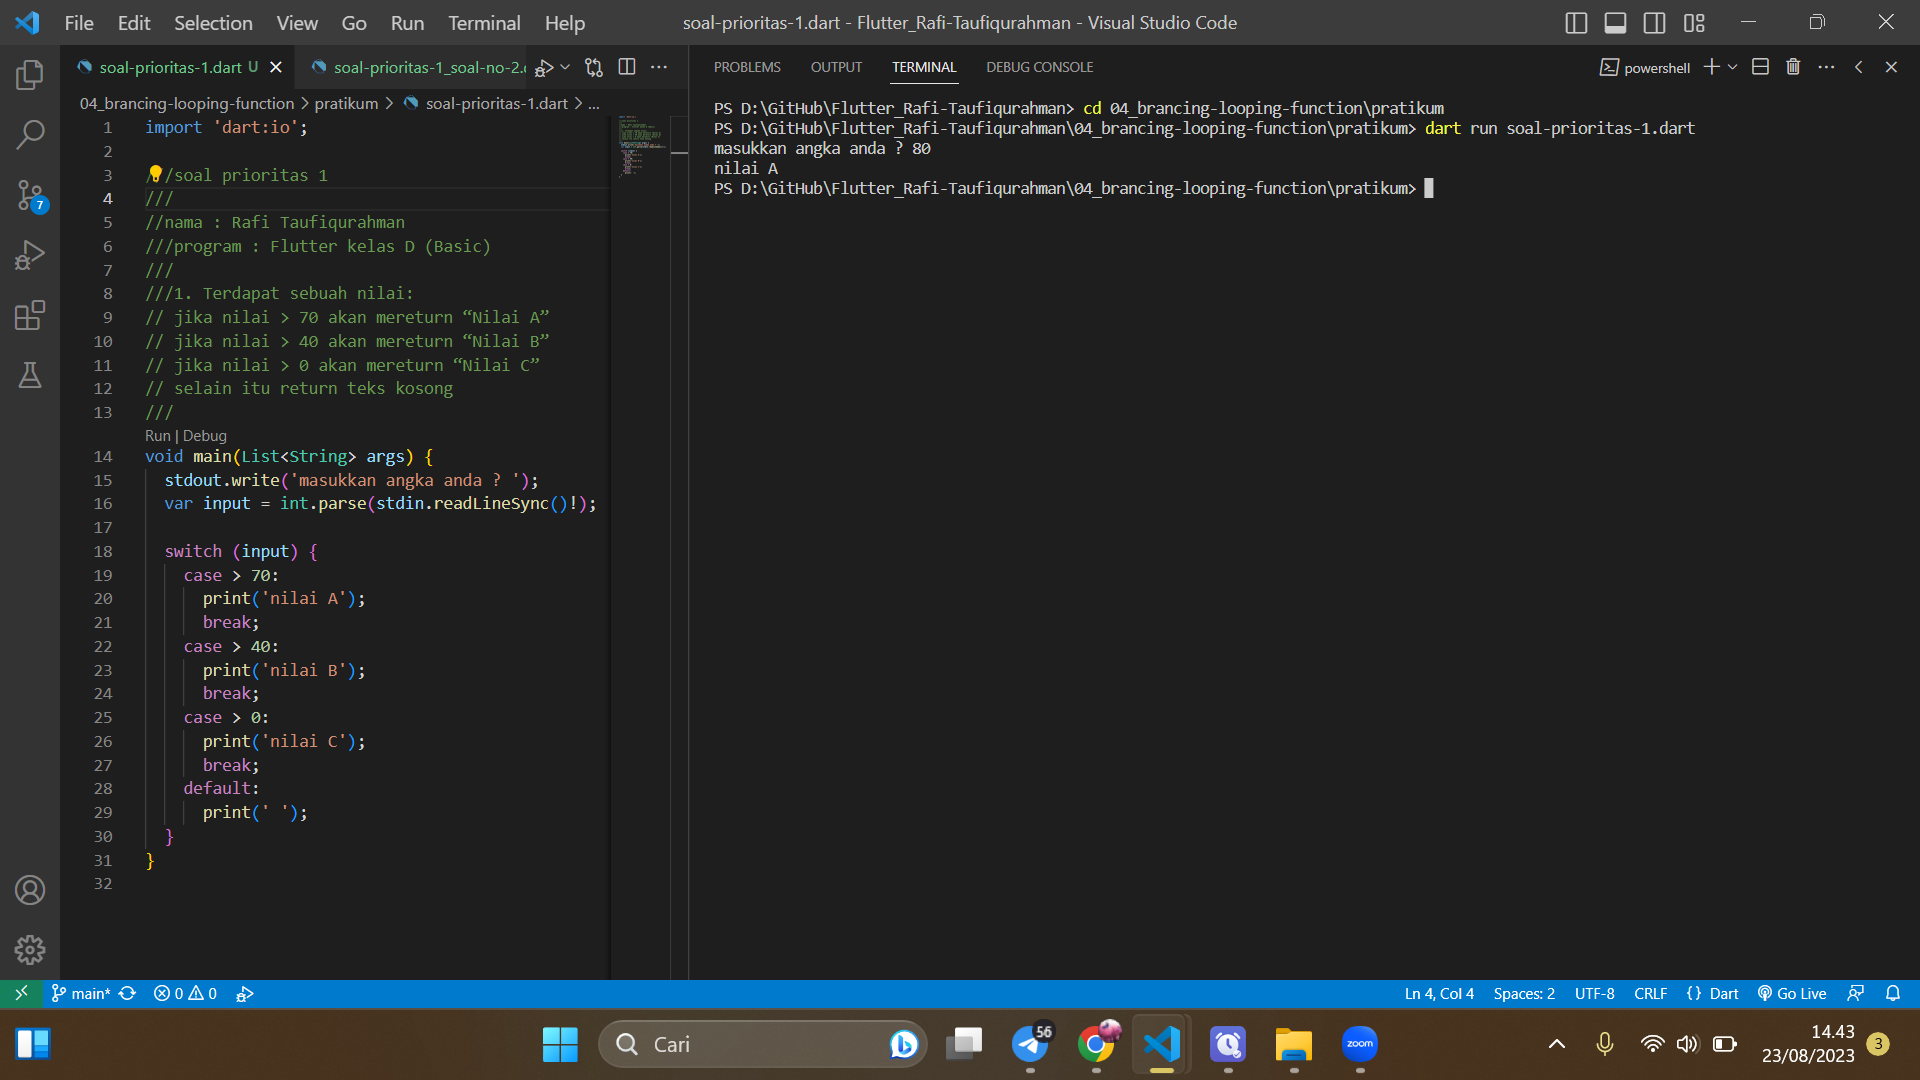 File Edit Selection View Go Run Terminal Help
soal-prioritas-1.dart - Flutter_Rafi-Taufiqurahman - Visual Studio Code
soal-prioritas-1.dart U
soal-prioritas-1_soal-no-2.
04_brancing-looping-function > pratikum > soal-prioritas-1.dart > ...
1 import 'dart:io';
2
3 ///soal prioritas 1
4 ///
5 //nama : Rafi Taufiqurahman
6 ///program : Flutter kelas D (Basic)
7 ///
8 ///1. Terdapat sebuah nilai:
9 // jika nilai > 70 akan mereturn “Nilai A”
10 // jika nilai > 40 akan mereturn “Nilai B”
11 // jika nilai > 0 akan mereturn “Nilai C”
12 // selain itu return teks kosong
13 ///
Run | Debug
14 void main(List<String> args) {
15 stdout.write('masukkan angka anda ? ');
16 var input = int.parse(stdin.readLineSync()!);
17
18 switch (input) {
19 case > 70:
20 print('nilai A');
21 break;
22 case > 40:
23 print('nilai B');
24 break;
25 case > 0:
26 print('nilai C');
27 break;
28 default:
29 print(' ');
30 }
31 }
32
PROBLEMS OUTPUT TERMINAL DEBUG CONSOLE
powershell
PS D:\GitHub\Flutter_Rafi-Taufiqurahman> cd 04_brancing-looping-function\pratikum
PS D:\GitHub\Flutter_Rafi-Taufiqurahman\04_brancing-looping-function\pratikum> dart run soal-prioritas-1.dart
masukkan angka anda ? 80
nilai A
PS D:\GitHub\Flutter_Rafi-Taufiqurahman\04_brancing-looping-function\pratikum>
7
main* 0 0
Ln 4, Col 4 Spaces: 2 UTF-8 CRLF {} Dart Go Live
Cari
56
zoom
14.43
23/08/2023
3